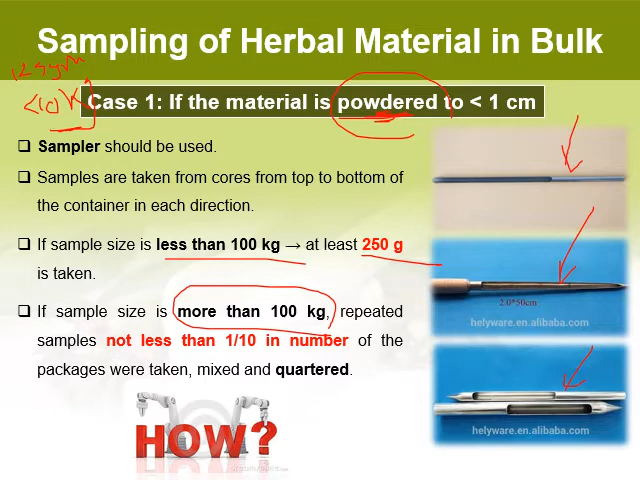 Sampling of Herbal Material in Bulk
125 gm
<10 kg
Case 1: If the material is powdered to < 1 cm
❑ Sampler should be used.
❑ Samples are taken from cores from top to bottom of
the container in each direction.
❑ If sample size is less than 100 kg → at least 250 g
is taken.
❑ If sample size is more than 100 kg, repeated
samples not less than 1/10 in number of the
packages were taken, mixed and quartered.
HOW?
2.0*50cm
helyware.en.alibaba.com
helyware.en.alibaba.com